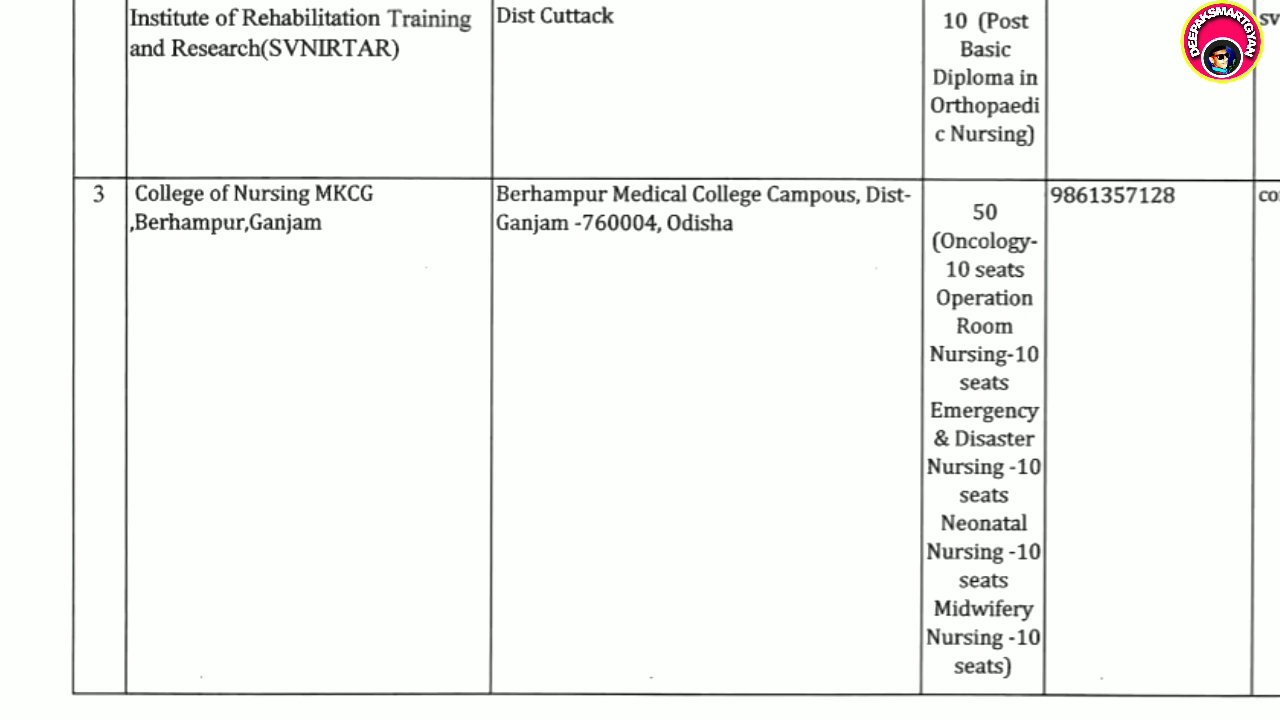 Institute of Rehabilitation Training
and Research(SVNIRTAR)
Dist Cuttack
10 (Post
Basic
Diploma in
Orthopaedi
c Nursing)
sv
DEEPAKSMARTGYAN
3
College of Nursing MKCG
,Berhampur,Ganjam
Berhampur Medical College Campous, Dist-
Ganjam -760004, Odisha
50
(Oncology-
10 seats
Operation
Room
Nursing-10
seats
Emergency
& Disaster
Nursing -10
seats
Neonatal
Nursing -10
seats
Midwifery
Nursing -10
seats)
9861357128
co